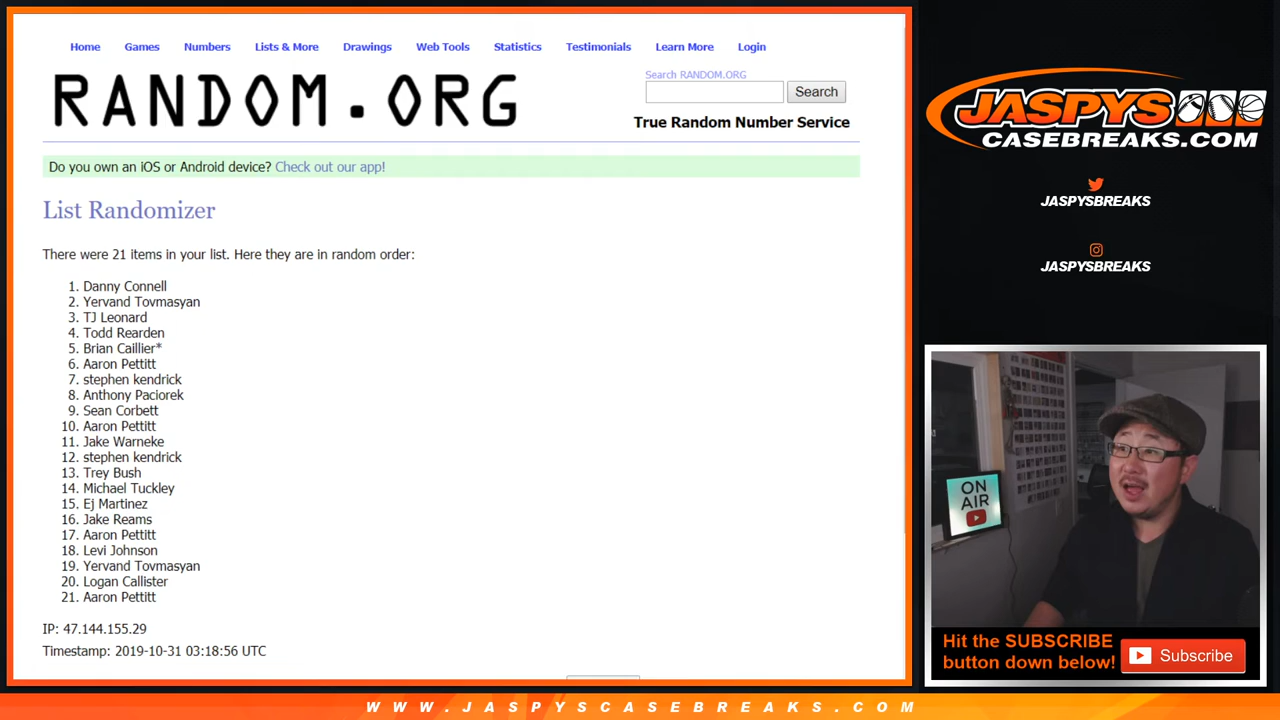 Home Games Numbers Lists & More Drawings Web Tools Statistics Testimonials Learn More Login
RANDOM.ORG
Search RANDOM.ORG
Search
True Random Number Service
Do you own an iOS or Android device? Check out our app!
List Randomizer
There were 21 items in your list. Here they are in random order:
1. Danny Connell
2. Yervand Tovmasyan
3. TJ Leonard
4. Todd Rearden
5. Brian Caillier*
6. Aaron Pettitt
7. stephen kendrick
8. Anthony Paciorek
9. Sean Corbett
10. Aaron Pettitt
11. Jake Warneke
12. stephen kendrick
13. Trey Bush
14. Michael Tuckley
15. Ej Martinez
16. Jake Reams
17. Aaron Pettitt
18. Levi Johnson
19. Yervand Tovmasyan
20. Logan Callister
21. Aaron Pettitt
IP: 47.144.155.29
Timestamp: 2019-10-31 03:18:56 UTC
JASPYS
CASEBREAKS.COM
JASPYSBREAKS
JASPYSBREAKS
ON
AIR
Hit the SUBSCRIBE
button down below!
Subscribe
WWW.JASPYSCASEBREAKS.COM